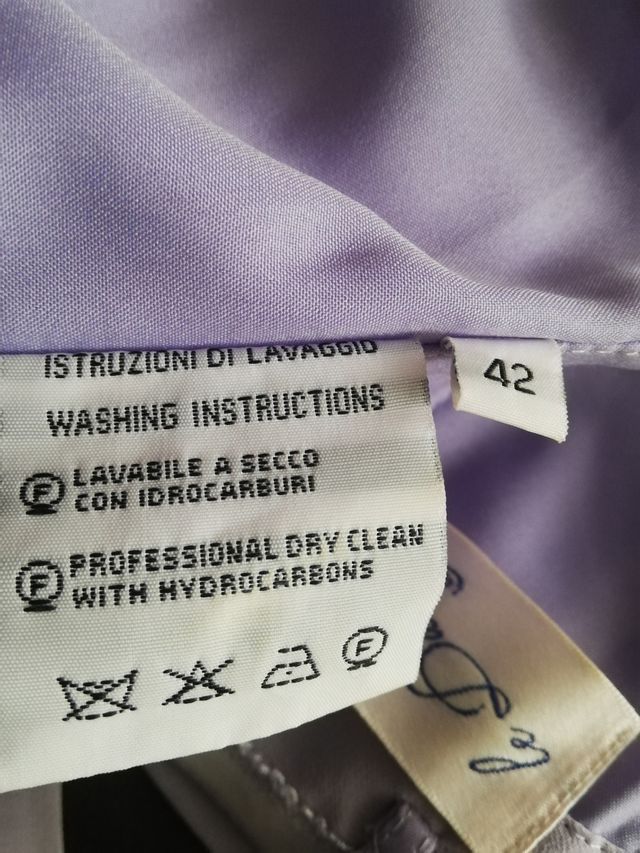 ISTRUZIONI DI LAVAGGIO
42
WASHING INSTRUCTIONS
F LAVABILE A SECCO
CON IDROCARBURI
F PROFESSIONAL DRY CLEAN
WITH HYDROCARBONS
F